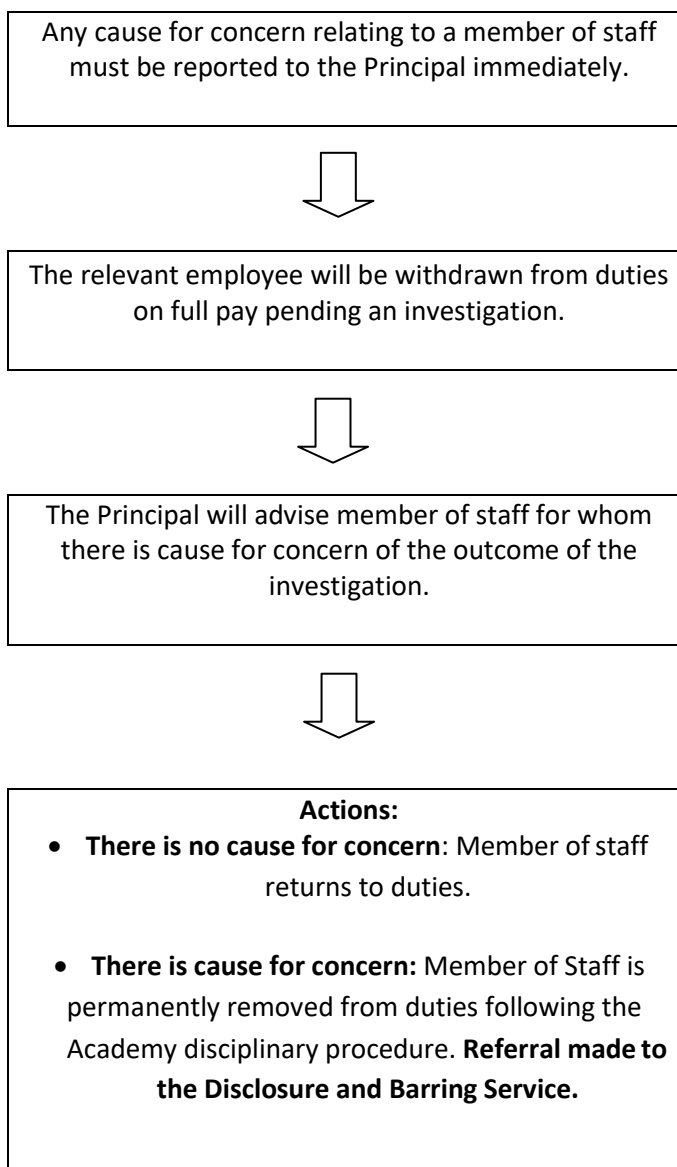 Any cause for concern relating to a member of staff
must be reported to the Principal immediately.
The relevant employee will be withdrawn from duties
on full pay pending an investigation.
The Principal will advise member of staff for whom
there is cause for concern of the outcome of the
investigation.
Actions:
• There is no cause for concern: Member of staff
returns to duties.
• There is cause for concern: Member of Staff is
permanently removed from duties following the
Academy disciplinary procedure. Referral made to
the Disclosure and Barring Service.